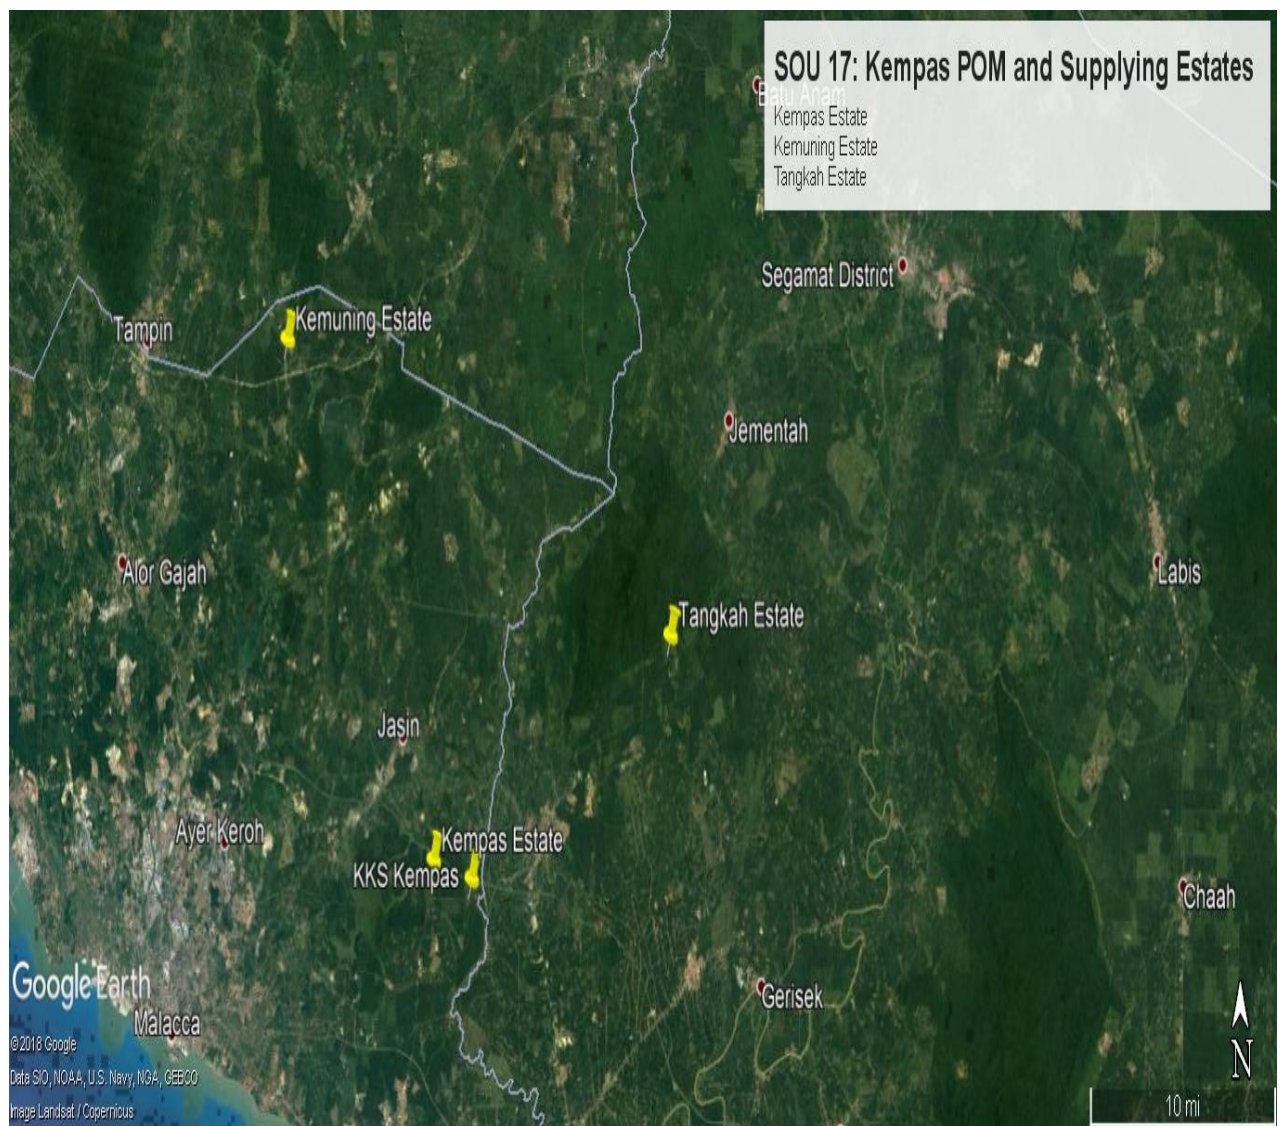 SOU 17: Kempas POM and Supplying Estates
Batu Anam
Kempas Estate
Kemuning Estate
Tangkah Estate
Segamat District
Tampin
Kemuning Estate
Jementah
Alor Gajah
Labis
Tangkah Estate
Jasin
Ayer Keroh
Kempas Estate
KKS Kempas
Chaah
Google Earth
Gerisek
Malacca
©2018 Google
Data SIO, NOAA, U.S. Navy, NGA, GEBCO
Image Landsat / Copernicus
N
10 mi